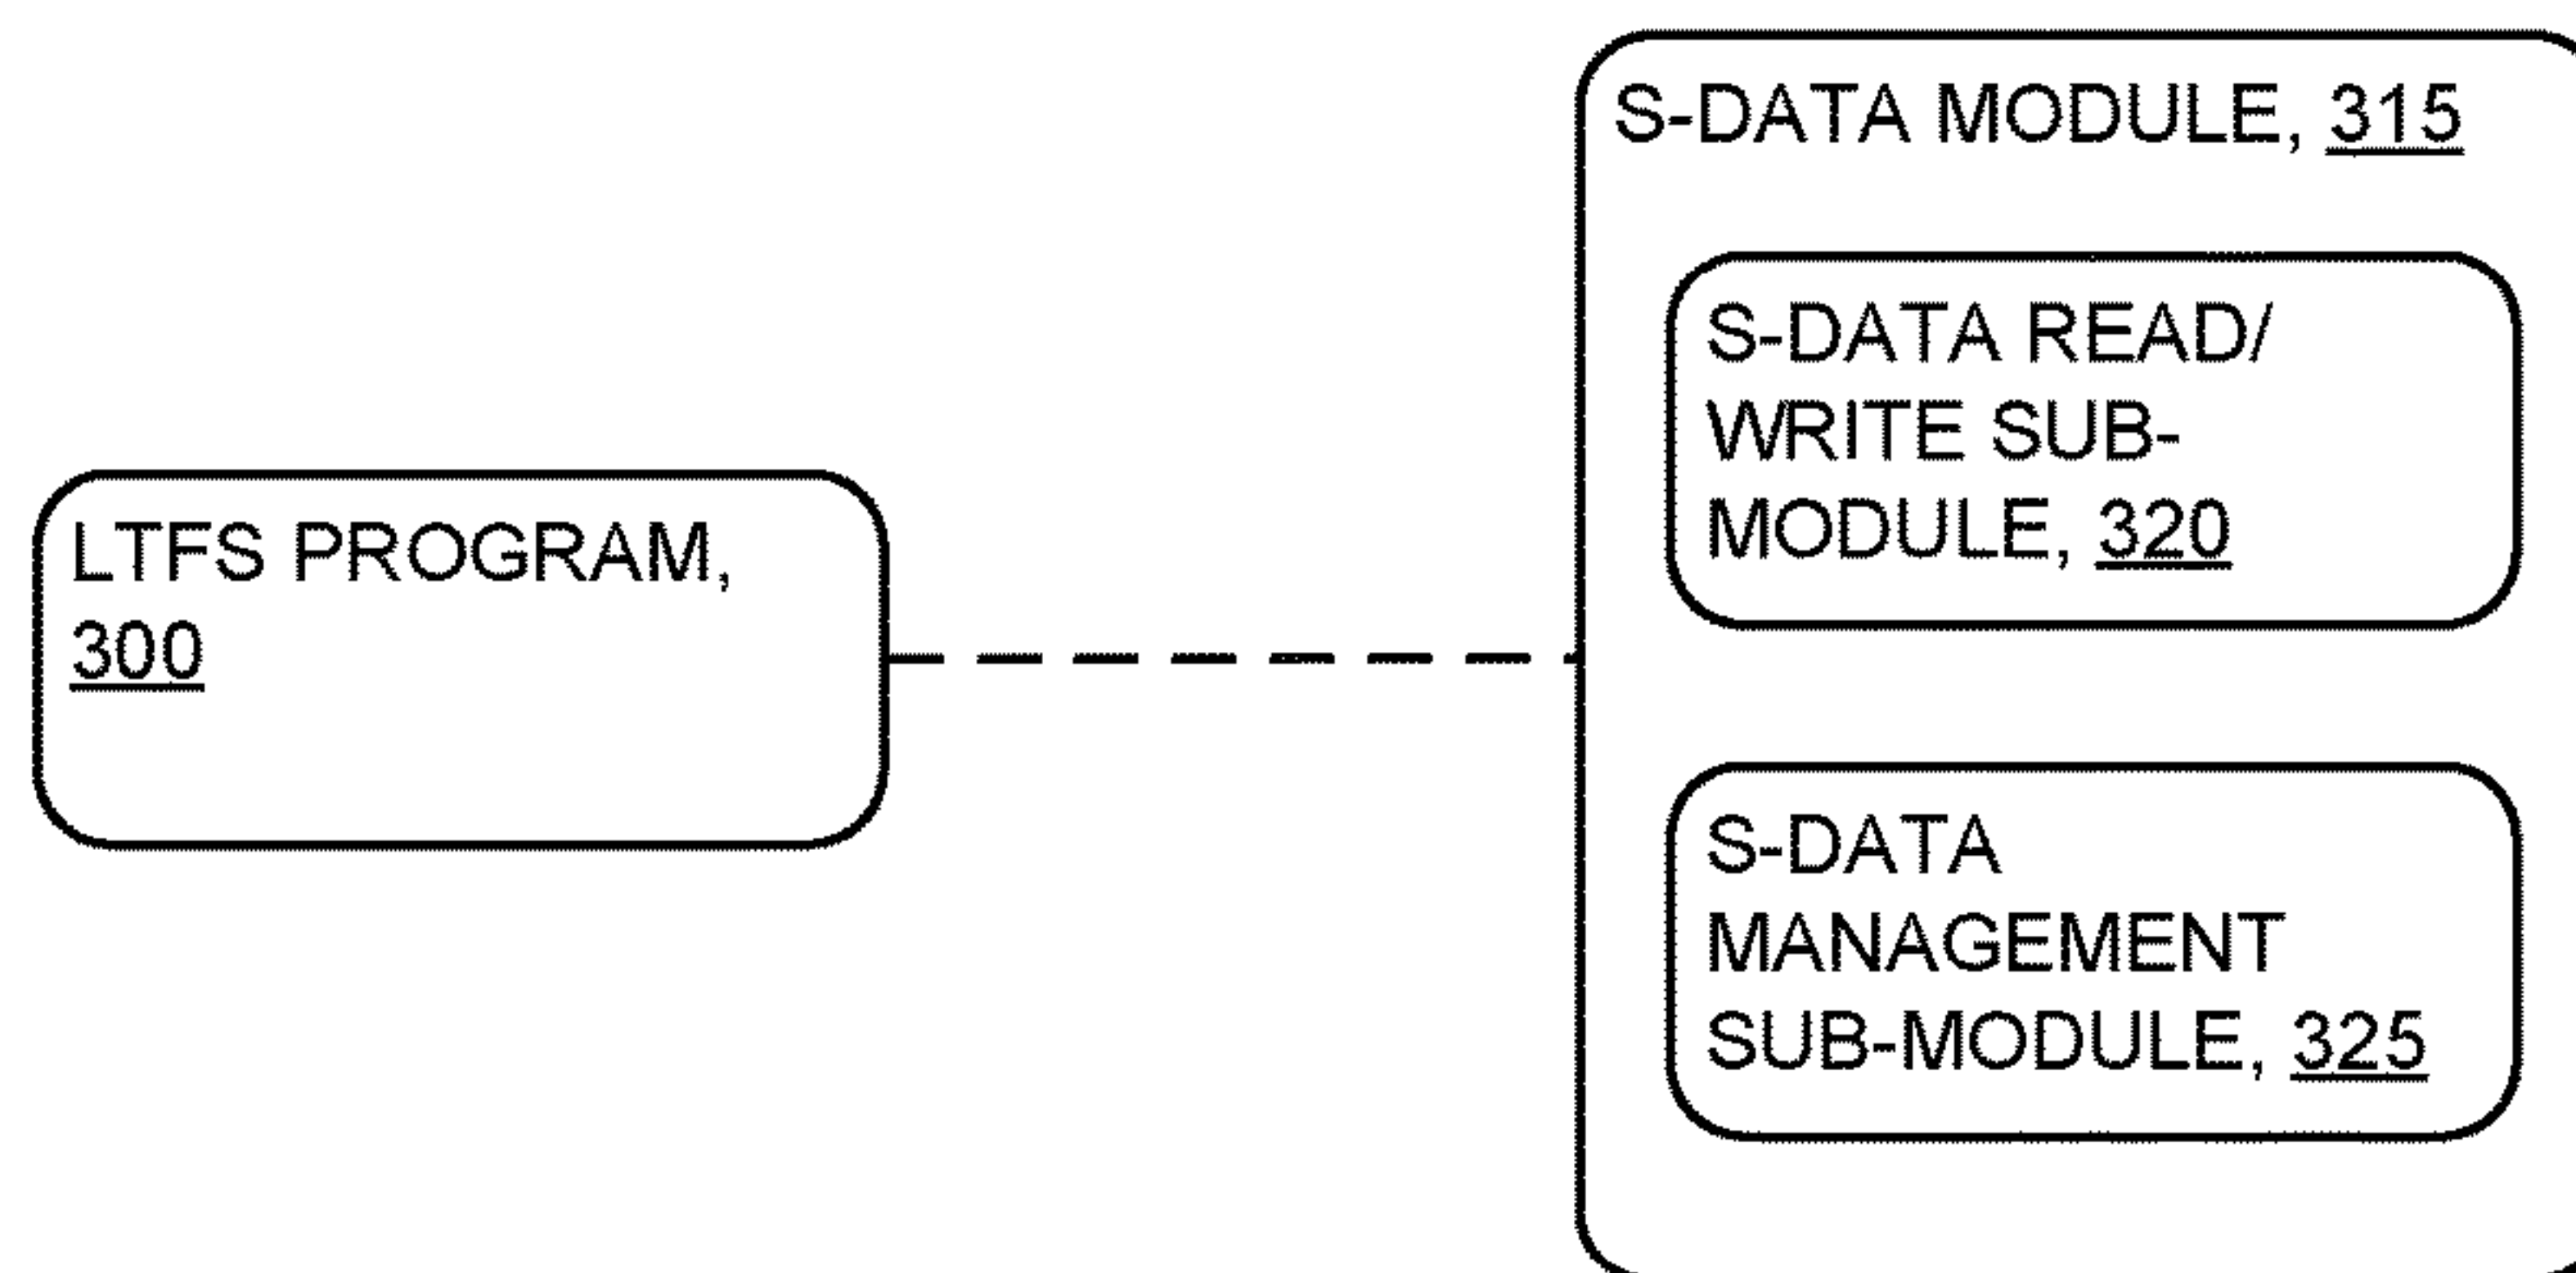 S-DATA MODULE, 315
S-DATA READ/
WRITE SUB-
MODULE, 320
LTFS PROGRAM,
300
S-DATA
MANAGEMENT
SUB-MODULE, 325